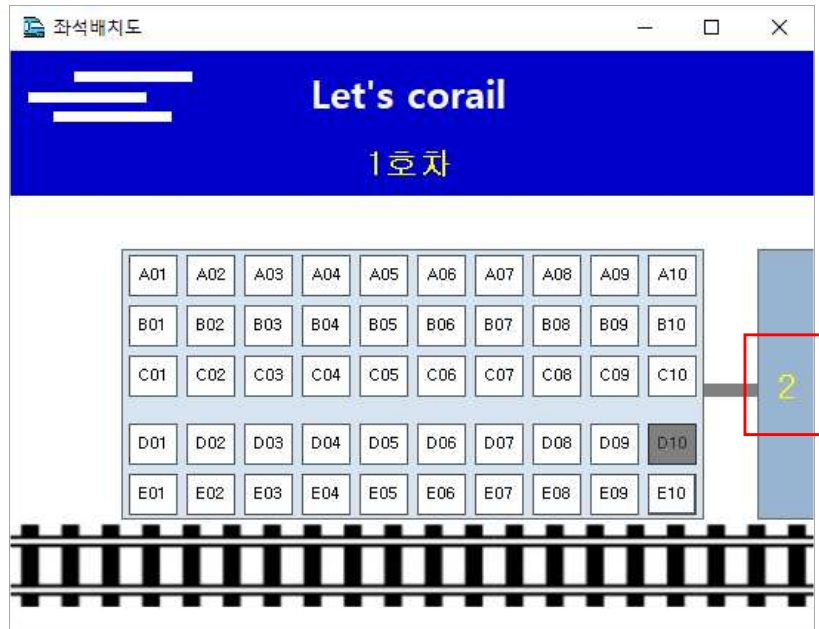 좌석배치도
Let's corail
1호차
A01 A02 A03 A04 A05 A06 A07 A08 A09 A10
B01 B02 B03 B04 B05 B06 B07 B08 B09 B10
C01 C02 C03 C04 C05 C06 C07 C08 C09 C10
2
D01 D02 D03 D04 D05 D06 D07 D08 D09 D10
E01 E02 E03 E04 E05 E06 E07 E08 E09 E10